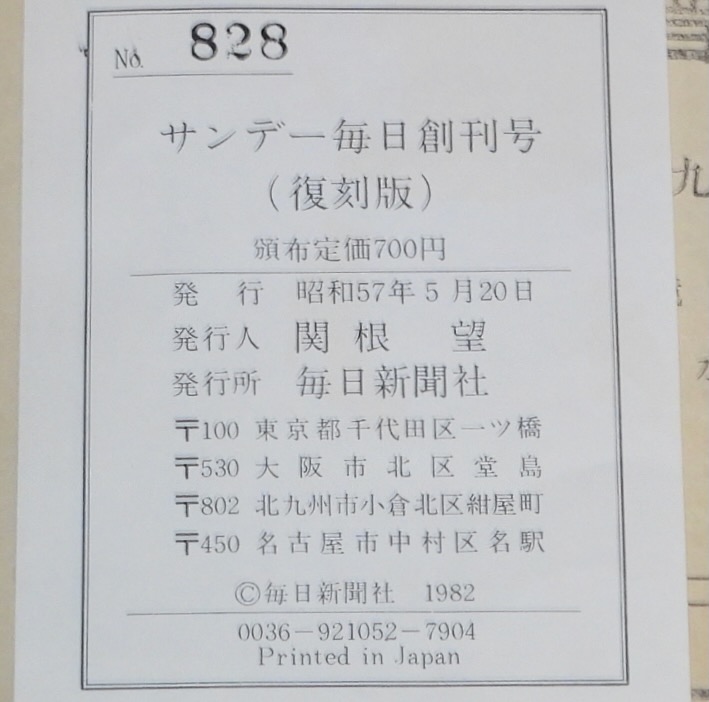 No. 828
サンデー毎日創刊号
（復刻版）
頒布定価700円
発 行 昭和57年5月20日
発行人 関根 望
発行所 毎日新聞社
〒100 東京都千代田区一ツ橋
〒530 大阪市北区堂島
〒802 北九州市小倉北区紺屋町
〒450 名古屋市中村区名駅
©毎日新聞社 1982
0036－921052－7904
Printed in Japan
九